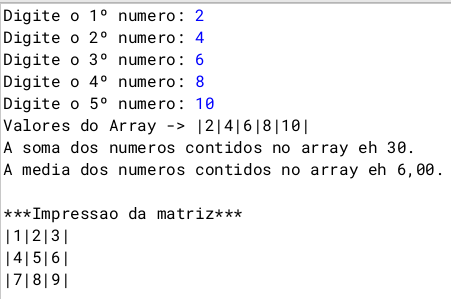 Digite o 1º numero: 2
Digite o 2º numero: 4
Digite o 3º numero: 6
Digite o 4º numero: 8
Digite o 5º numero: 10
Valores do Array -> |2|4|6|8|10|
A soma dos numeros contidos no array eh 30.
A media dos numeros contidos no array eh 6,00.
***Impressao da matriz***
|1|2|3|
|4|5|6|
|7|8|9|